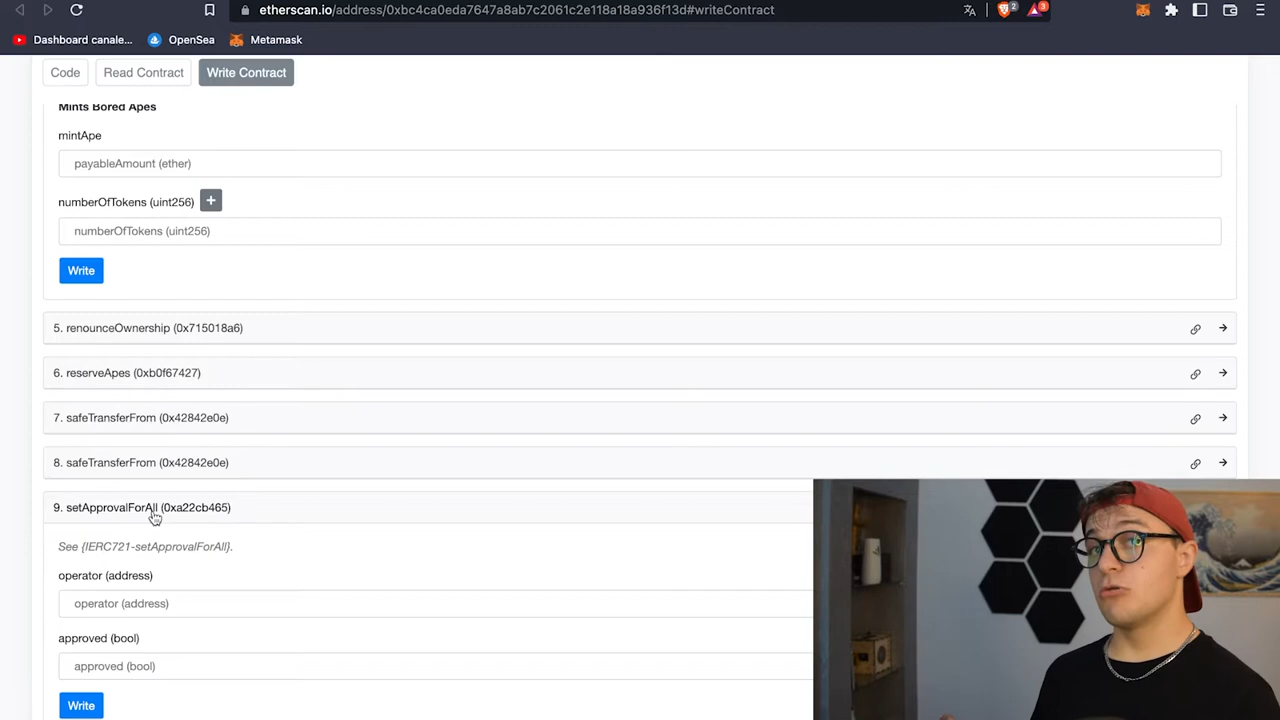 etherscan.io/address/0xbc4ca0eda7647a8ab7c2061c2e118a18a936f13d#writeContract
2
3
Dashboard canale...
OpenSea
Metamask
Code
Read Contract
Write Contract
Mints Bored Apes
mintApe
payableAmount (ether)
numberOfTokens (uint256)
+
numberOfTokens (uint256)
Write
5. renounceOwnership (0x715018a6)
6. reserveApes (0xb0f67427)
7. safeTransferFrom (0x42842e0e)
8. safeTransferFrom (0x42842e0e)
9. setApprovalForAll (0xa22cb465)
See {IERC721-setApprovalForAll}.
operator (address)
operator (address)
approved (bool)
approved (bool)
Write